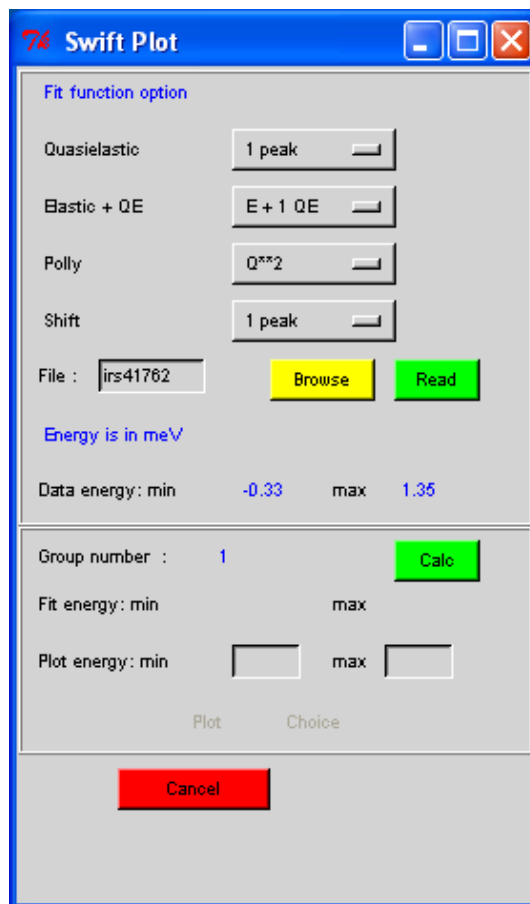 7k Swift Plot
Fit function option
Quasielastic 1 peak
Elastic + QE E + 1 QE
Polly Q**2
Shift 1 peak
File : irs41762 Browse Read
Energy is in meV
Data energy: min -0.33 max 1.35
Group number : 1 Calc
Fit energy: min max
Plot energy: min max
Plot Choice
Cancel